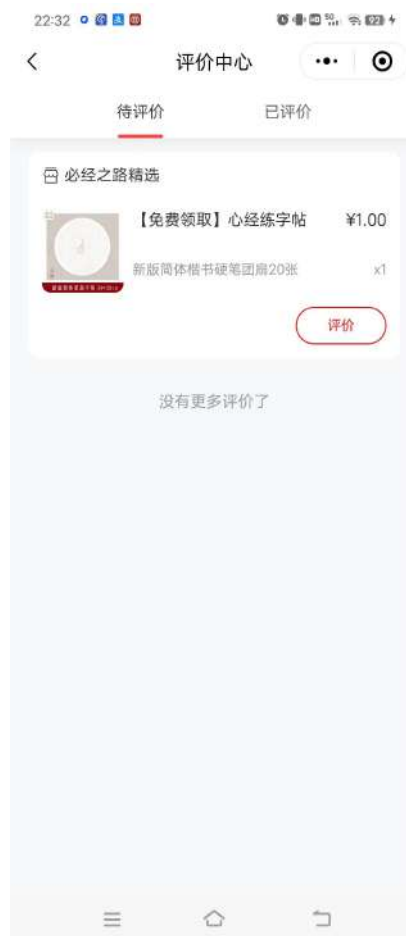 22:32
评价中心
待评价 已评价
必经之路精选
【免费领取】心经练字帖 ¥1.00
新版简体楷书硬笔团扇20张 x1
评价
没有更多评价了